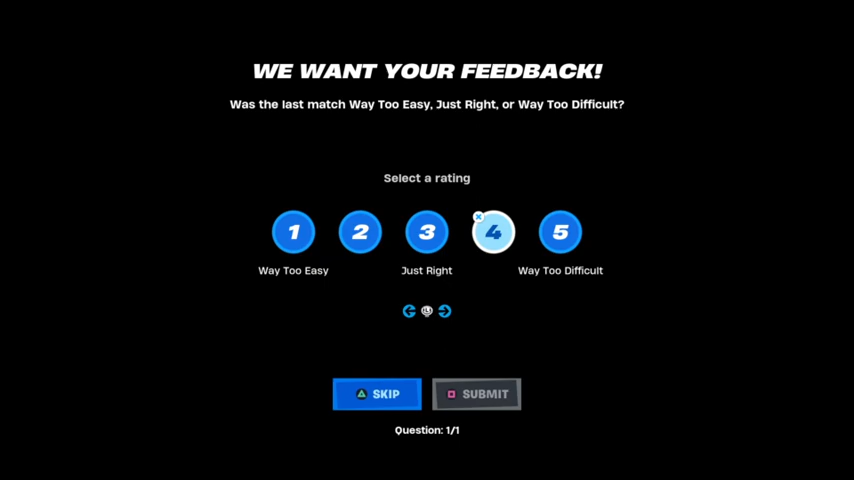 WE WANT YOUR FEEDBACK!
Was the last match Way Too Easy, Just Right, or Way Too Difficult?
Select a rating
1 2 3 4 5
Way Too Easy Just Right Way Too Difficult
L
SKIP SUBMIT
Question: 1/1